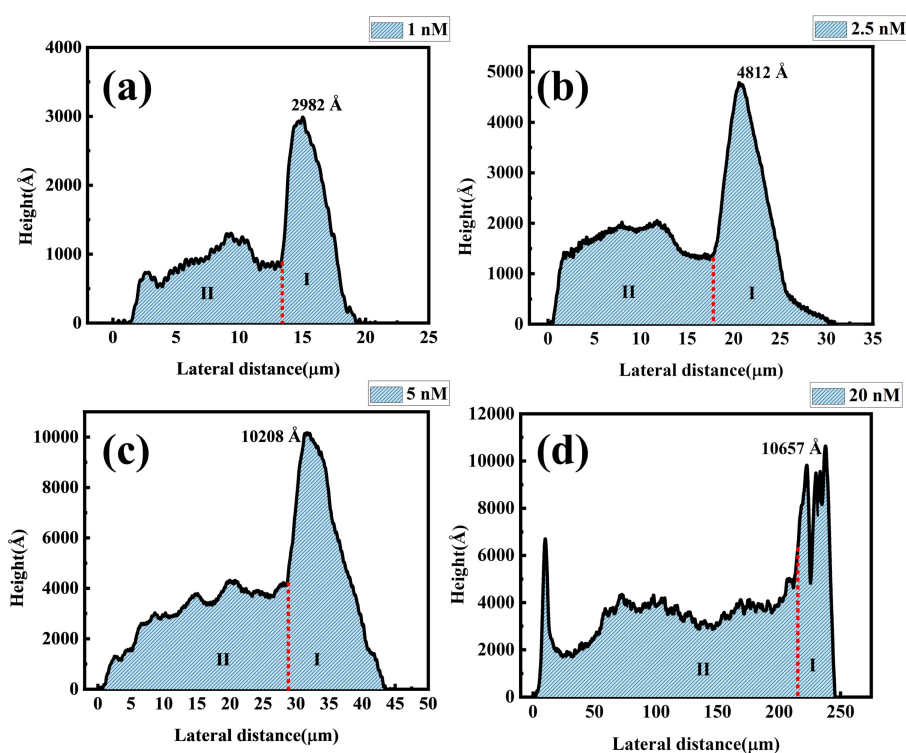 1 nM
(a)
2982 Å
Height(Å)
4000
3000
2000
1000
0
II
I
0 5 10 15 20 25
Lateral distance(μm)
2.5 nM
(b)
4812 Å
Height(Å)
5000
4000
3000
2000
1000
0
II
I
0 5 10 15 20 25 30 35
Lateral distance(μm)
5 nM
(c)
10208 Å
Height(Å)
10000
8000
6000
4000
2000
0
II
I
0 5 10 15 20 25 30 35 40 45 50
Lateral distance(μm)
20 nM
(d)
10657 Å
Height(Å)
12000
10000
8000
6000
4000
2000
0
II
I
0 50 100 150 200 250
Lateral distance(μm)